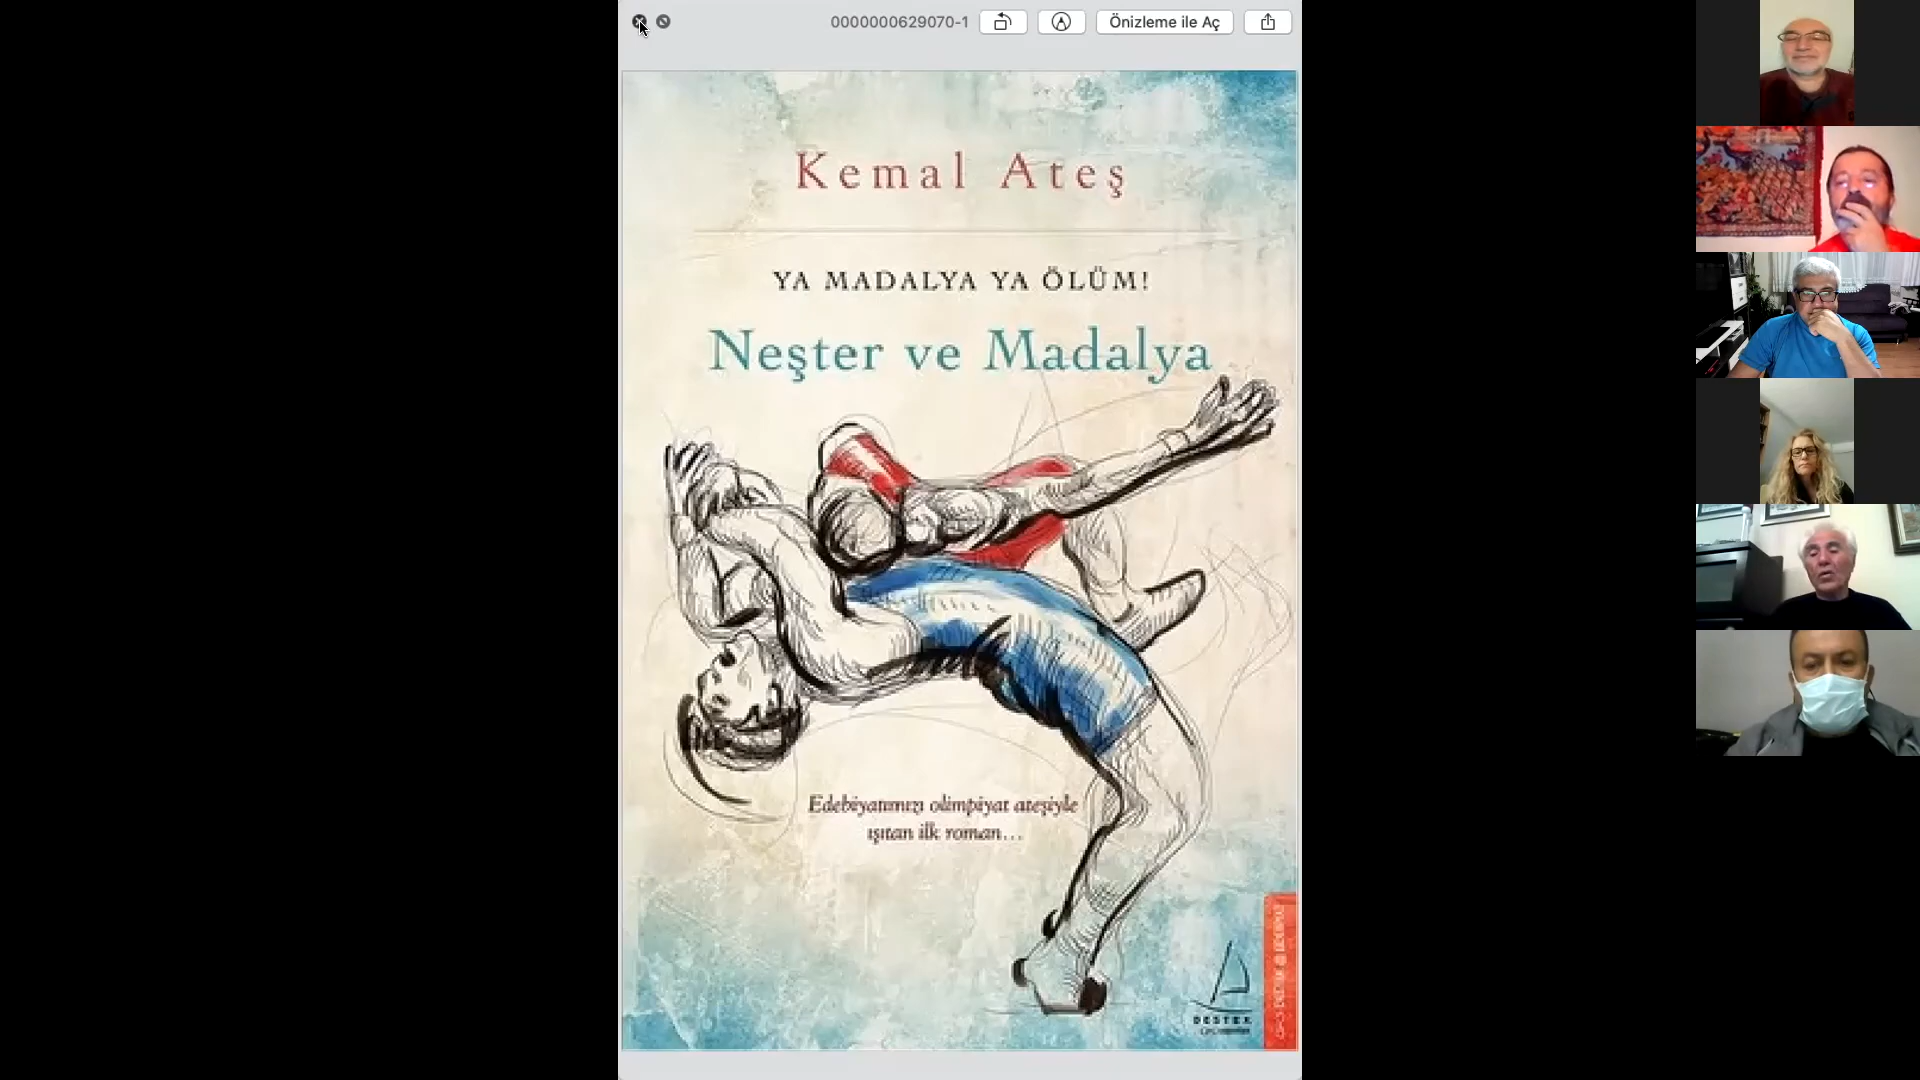 0000000629070-1
Önizleme ile Aç
Kemal Ateş
YA MADALYA YA ÖLÜM!
Neşter ve Madalya
Edebiyatımızı olimpiyat ateşiyle
ısıtan ilk roman...
DESTEK